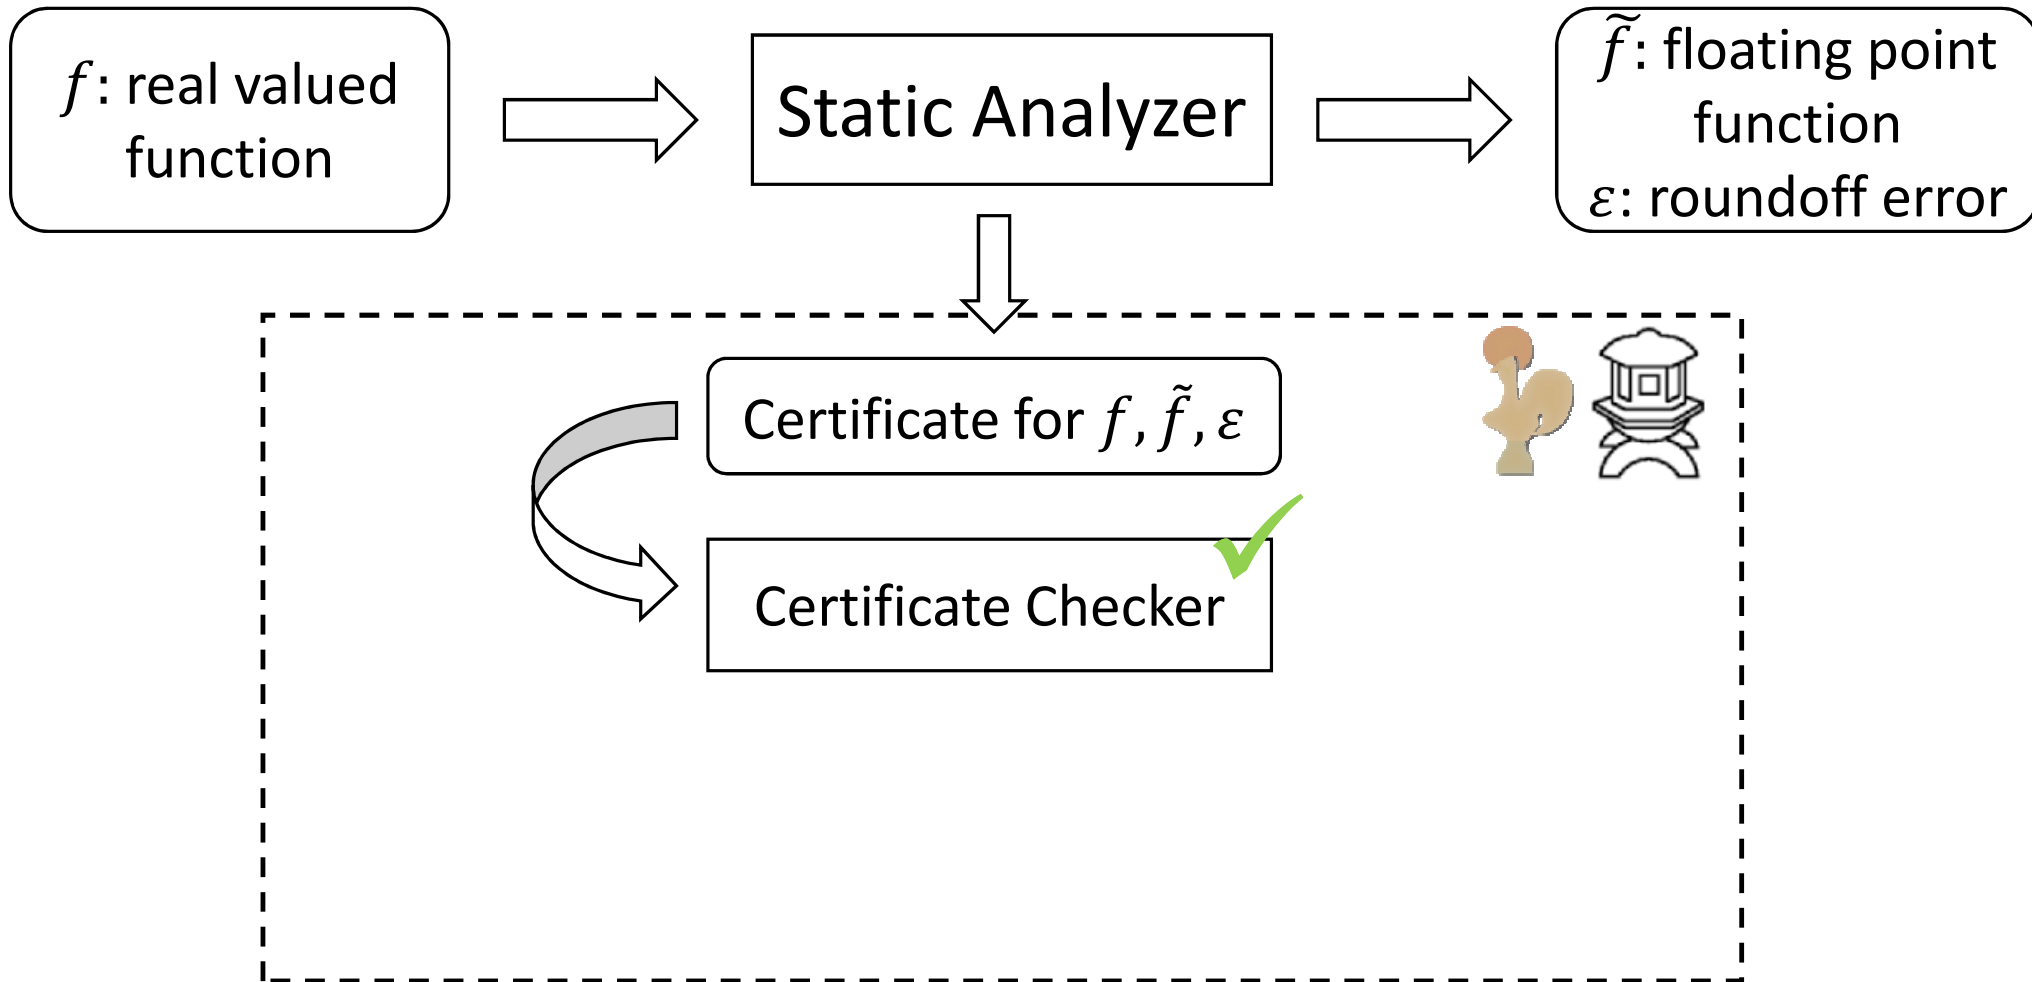 f: real valued
function
Static Analyzer
f̃: floating point
function
ε: roundoff error
Certificate for f, f̃, ε
Certificate Checker